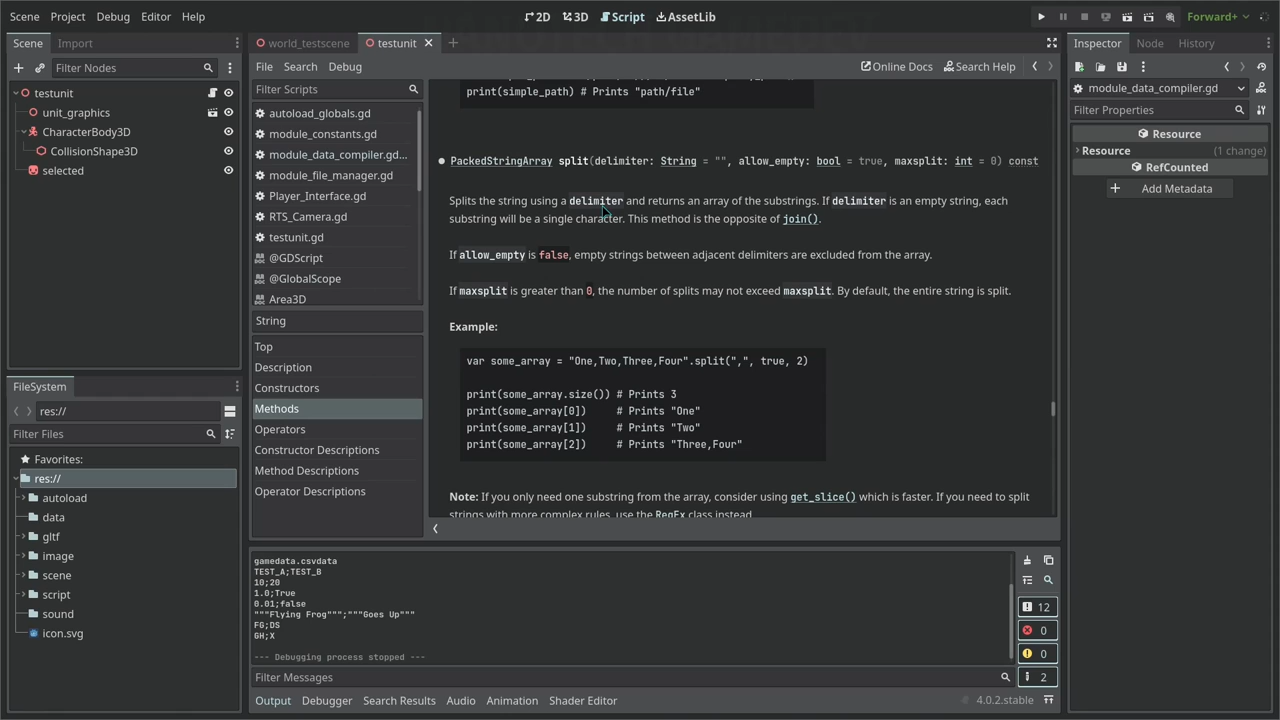 Scene Project Debug Editor Help
2D 3D Script AssetLib
Forward+
Scene Import
Filter Nodes
testunit
unit_graphics
CharacterBody3D
CollisionShape3D
selected
FileSystem
res://
Filter Files
Favorites:
res://
autoload
data
gltf
image
scene
script
sound
icon.svg
world_testscene testunit
File Search Debug
Online Docs Search Help
Filter Scripts
autoload_globals.gd
module_constants.gd
module_data_compiler.gd...
module_file_manager.gd
Player_Interface.gd
RTS_Camera.gd
testunit.gd
@GDScript
@GlobalScope
Area3D
String
Top
Description
Constructors
Methods
Operators
Constructor Descriptions
Method Descriptions
Operator Descriptions
print(simple_path) # Prints "path/file"
PackedStringArray split(delimiter: String = "", allow_empty: bool = true, maxsplit: int = 0) const
Splits the string using a delimiter and returns an array of the substrings. If delimiter is an empty string, each
substring will be a single character. This method is the opposite of join().
If allow_empty is false, empty strings between adjacent delimiters are excluded from the array.
If maxsplit is greater than 0, the number of splits may not exceed maxsplit. By default, the entire string is split.
Example:
var some_array = "One,Two,Three,Four".split(",", true, 2)
print(some_array.size()) # Prints 3
print(some_array[0]) # Prints "One"
print(some_array[1]) # Prints "Two"
print(some_array[2]) # Prints "Three,Four"
Note: If you only need one substring from the array, consider using get_slice() which is faster. If you need to split
strings with more complex rules, use the RegEx class instead
gamedata.csvdata
TEST_A;TEST_B
10;20
1.0;True
0.01;false
"""Flying Frog""";"""Goes Up"""
FG;DS
GH;X
--- Debugging process stopped ---
Filter Messages
12
0
0
2
Output Debugger Search Results Audio Animation Shader Editor
4.0.2.stable
Inspector Node History
module_data_compiler.gd
Filter Properties
Resource
Resource (1 change)
RefCounted
Add Metadata